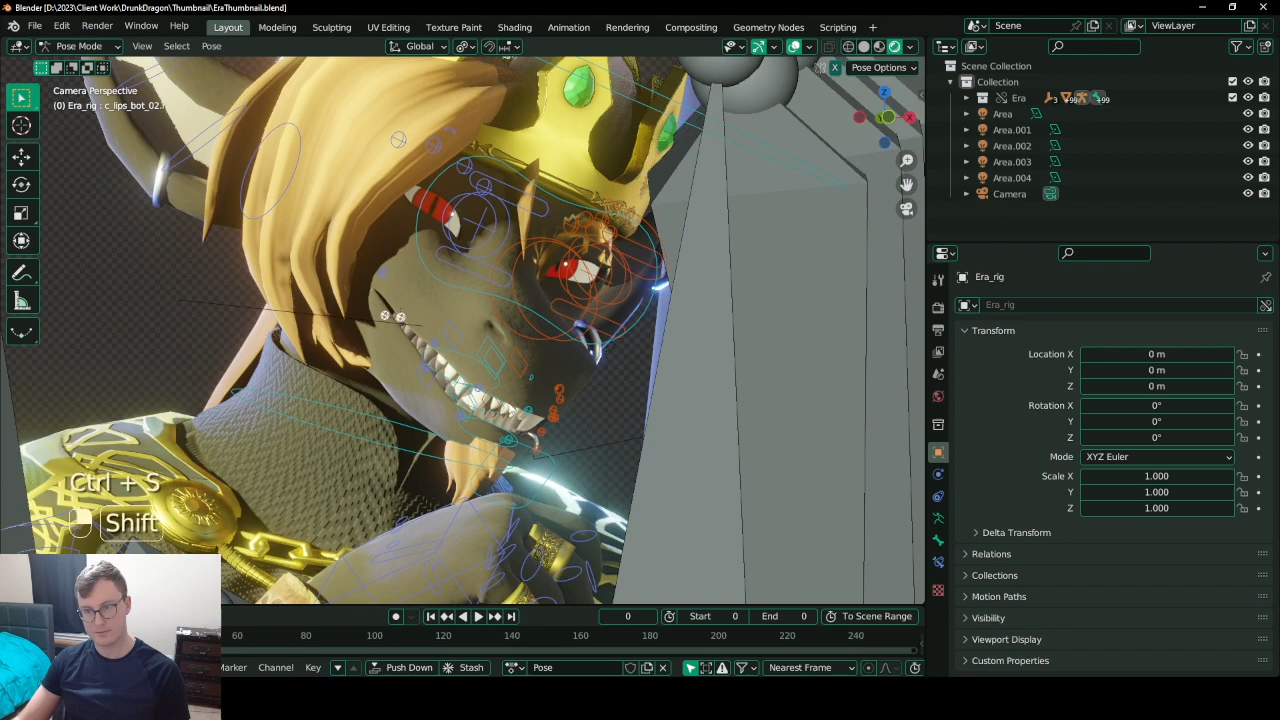 Blender [D:\2023\Client Work\DrunkDragon\Thumbnail\EraThumbnail.blend]
File Edit Render Window Help Layout Modeling Sculpting UV Editing Texture Paint Shading Animation Rendering Compositing Geometry Nodes Scripting Scene ViewLayer
Pose Mode View Select Pose Global
X Pose Options
Camera Perspective
(0) Era_rig : c_lips_bot_02.r
Z
X
Scene Collection
Collection
Era 3 +99 +99
Area
Area.001
Area.002
Area.003
Area.004
Camera
Era_rig
Era_rig
Transform
Location X 0 m
Y 0 m
Z 0 m
Rotation X 0°
Y 0°
Z 0°
Mode XYZ Euler
Scale X 1.000
Y 1.000
Z 1.000
Delta Transform
Relations
Collections
Motion Paths
Visibility
Viewport Display
Custom Properties
Ctrl + S
Shift
0 Start 0 End 0 To Scene Range
60 80 100 120 140 160 180 200 220 240
Marker Channel Key Push Down Stash Pose Nearest Frame